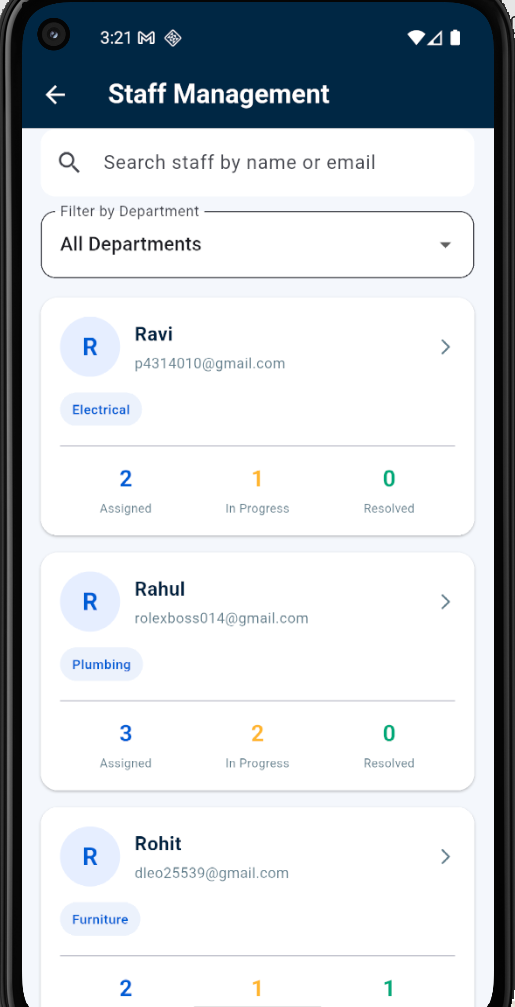 3:21
Staff Management
Search staff by name or email
Filter by Department
All Departments
R
Ravi
p4314010@gmail.com
Electrical
2 1 0
Assigned In Progress Resolved
R
Rahul
rolexboss014@gmail.com
Plumbing
3 2 0
Assigned In Progress Resolved
R
Rohit
dleo25539@gmail.com
Furniture
2 1 1